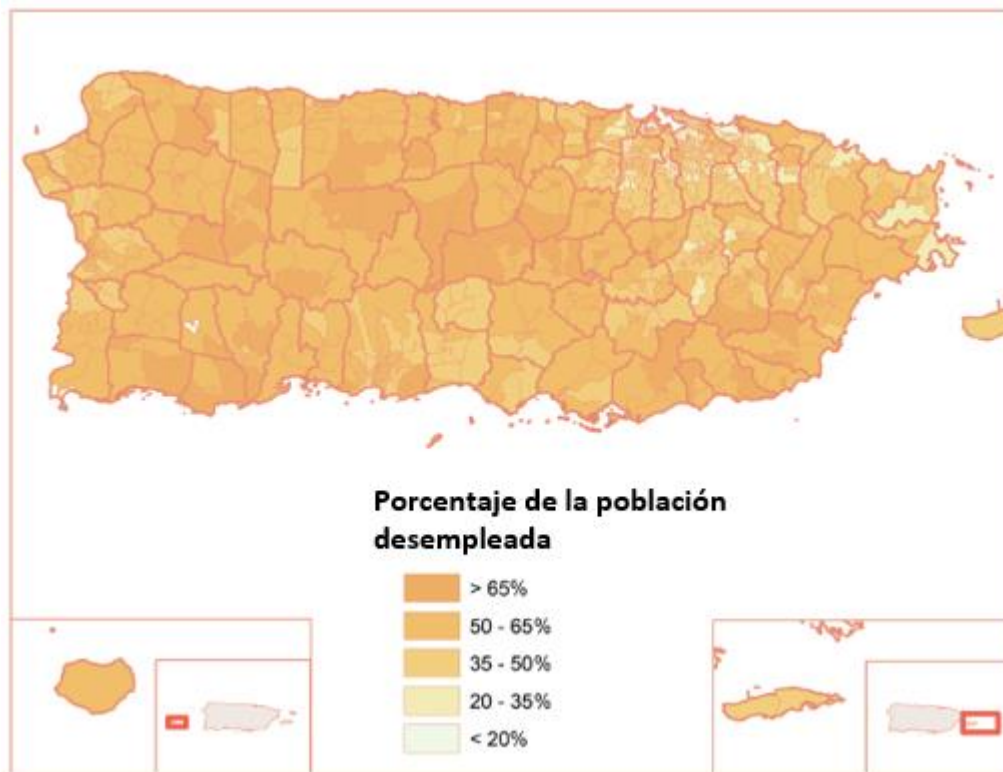 Porcentaje de la población
desempleada
> 65%
50 - 65%
35 - 50%
20 - 35%
< 20%